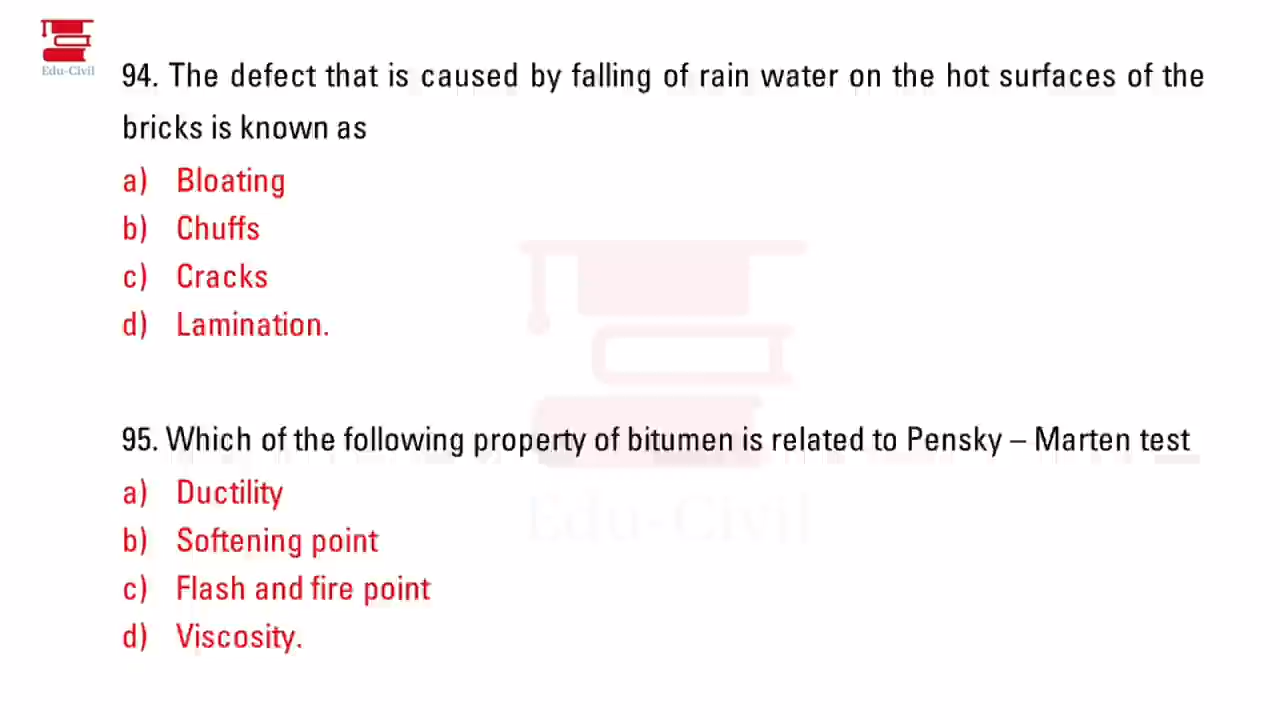 Edu-Civil
94. The defect that is caused by falling of rain water on the hot surfaces of the
bricks is known as
a) Bloating
b) Chuffs
c) Cracks
d) Lamination.
95. Which of the following property of bitumen is related to Pensky – Marten test
a) Ductility
b) Softening point
c) Flash and fire point
d) Viscosity.
Edu-Civil